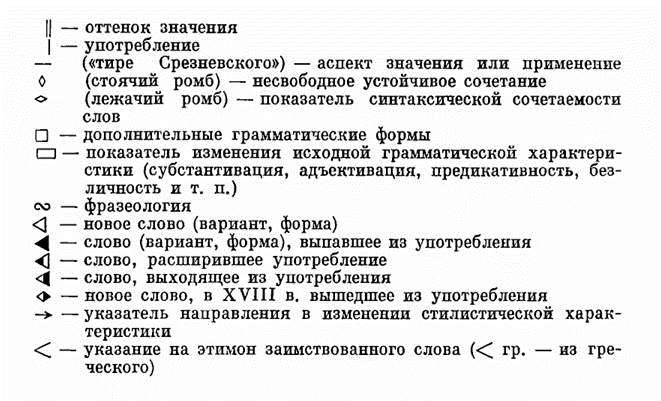 || — оттенок значения
| — употребление
— («тире Срезневского») — аспект значения или применение
◊ (стоячий ромб) — несвободное устойчивое сочетание
<> (лежачий ромб) — показатель синтаксической сочетаемости
слов
□ — дополнительные грамматические формы
▭ — показатель изменения исходной грамматической характери-
стики (субстантивация, адъективация, предикативность, без-
личность и т. п.)
∾ — фразеология
◁ — новое слово (вариант, форма)
◀ — слово (вариант, форма), выпавшее из употребления
◁ — слово, расширившее употребление
◀ — слово, выходящее из употребления
◈ — новое слово, в XVIII в. вышедшее из употребления
→ — указатель направления в изменении стилистической харак-
теристики
< — указание на этимон заимствованного слова (< гр. — из гре-
ческого)